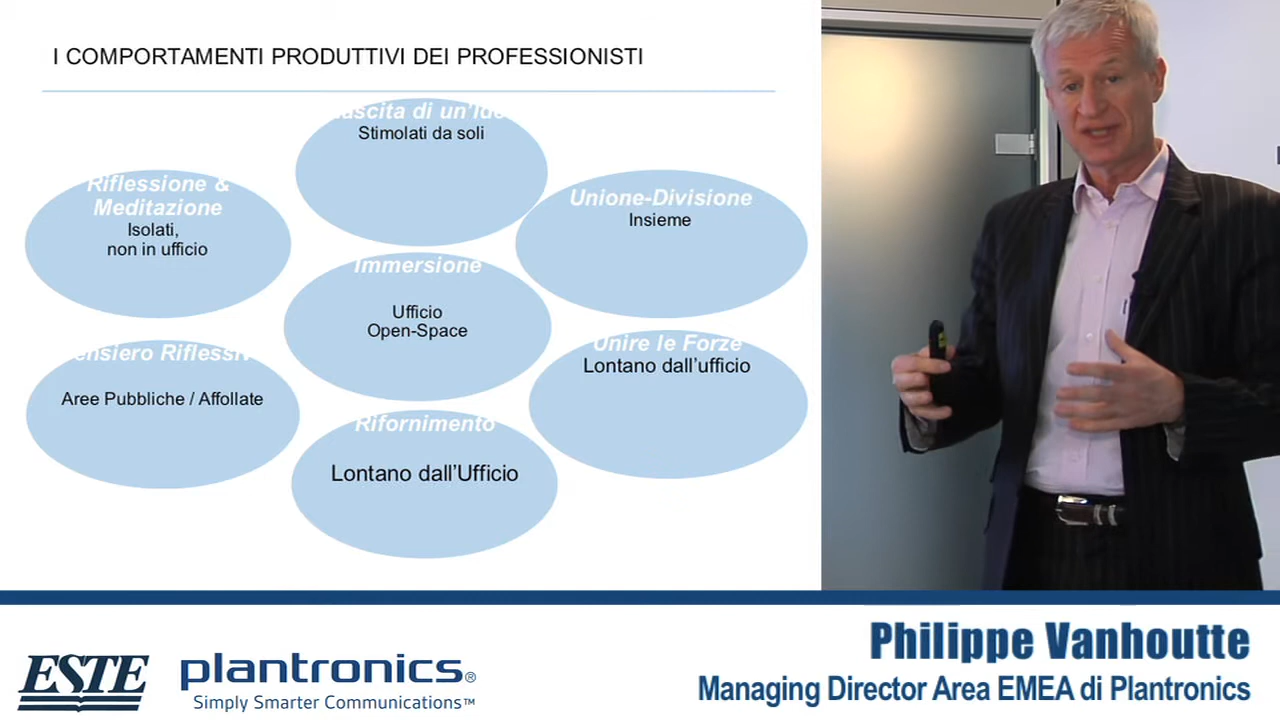 I COMPORTAMENTI PRODUTTIVI DEI PROFESSIONISTI
Stimolati da soli
Riflessione &
Meditazione
Isolati,
non in ufficio
Unione-Divisione
Insieme
Immersione
Ufficio
Open-Space
Unire le Forze
Lontano dall'ufficio
Aree Pubbliche / Affollate
Rifornimento
Lontano dall'Ufficio
ESTE
plantronics®
Simply Smarter Communications™
Philippe Vanhoutte
Managing Director Area EMEA di Plantronics